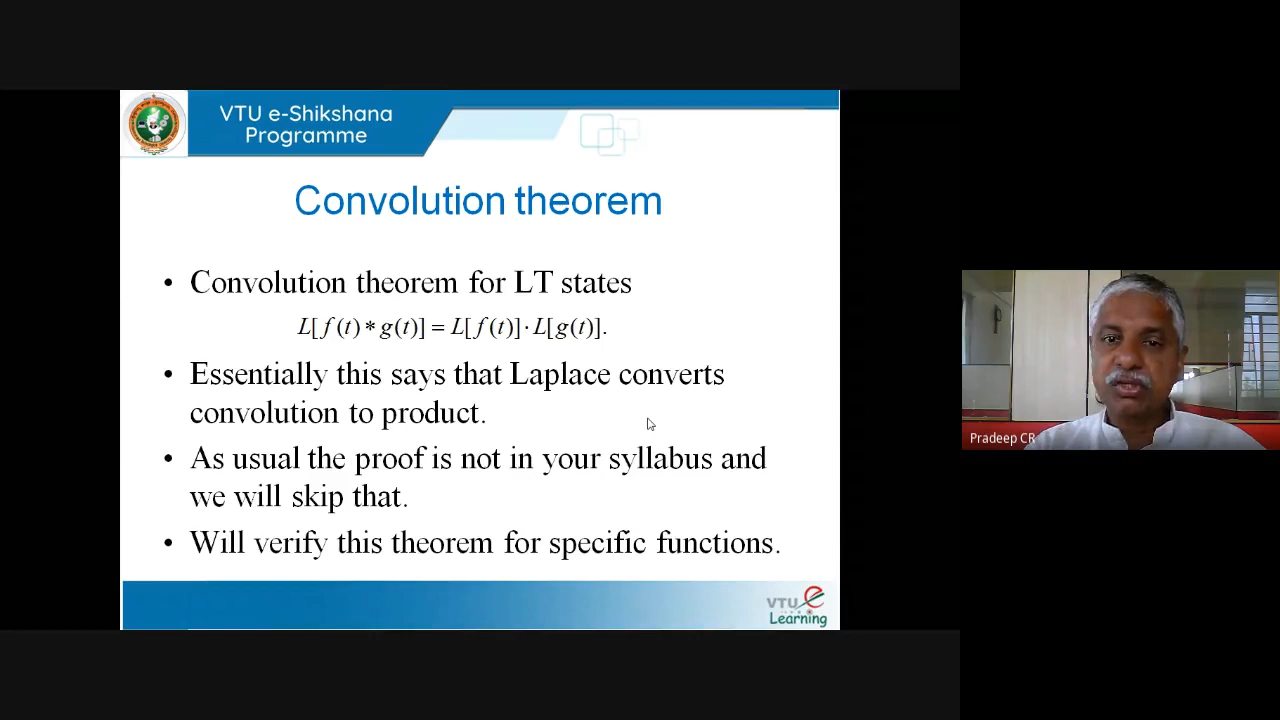 VTU e-Shikshana
Programme
Convolution theorem
• Convolution theorem for LT states
L[f(t)∗g(t)] = L[f(t)]·L[g(t)].
• Essentially this says that Laplace converts
convolution to product.
• As usual the proof is not in your syllabus and
we will skip that.
• Will verify this theorem for specific functions.
VTU e
Learning
Pradeep CR